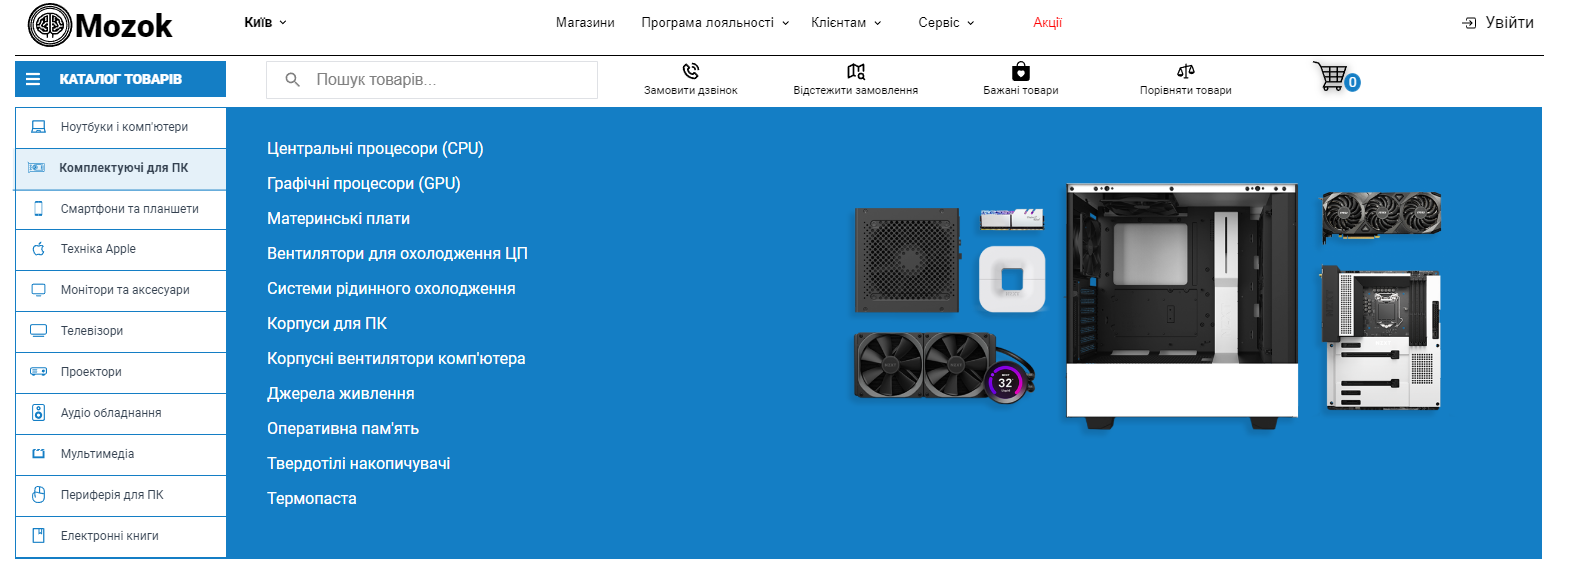 Mozok
Київ
Магазини
Програма лояльності
Клієнтам
Сервіс
Акції
Увійти
КАТАЛОГ ТОВАРІВ
Пошук товарів...
Замовити дзвінок
Відстежити замовлення
Бажані товари
Порівняти товари
0
Ноутбуки і комп'ютери
Комплектуючі для ПК
Смартфони та планшети
Техніка Apple
Монітори та аксесуари
Телевізори
Проектори
Аудіо обладнання
Мультимедіа
Периферія для ПК
Електронні книги
Центральні процесори (CPU)
Графічні процесори (GPU)
Материнські плати
Вентилятори для охолодження ЦП
Системи рідинного охолодження
Корпуси для ПК
Корпусні вентилятори комп'ютера
Джерела живлення
Оперативна пам'ять
Твердотілі накопичувачі
Термопаста
32°